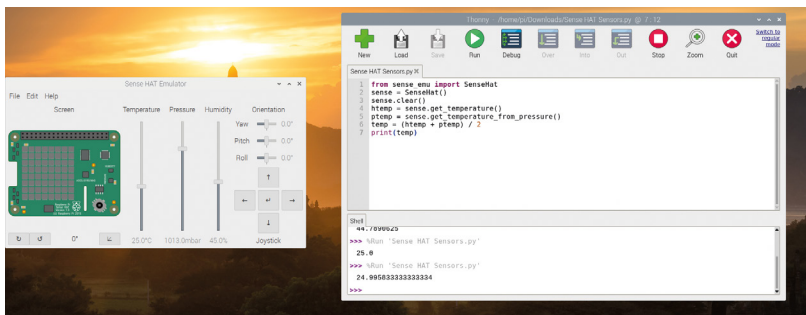 Sense HAT Emulator
File Edit Help
Screen Temperature Pressure Humidity Orientation
Yaw 0.0°
Pitch 0.0°
Roll 0.0°
↑
← ↵ →
↓
↻ ↺ 0° 25.0°C 1013.0mbar 45.0% Joystick
Thonny - /home/pi/Downloads/Sense HAT Sensors.py @ 7 : 12
New Load Save Run Debug Over Into Out Stop Zoom Quit
Switch to
regular
mode
Sense HAT Sensors.py ✕
1 from sense_emu import SenseHat
2 sense = SenseHat()
3 sense.clear()
4 htemp = sense.get_temperature()
5 ptemp = sense.get_temperature_from_pressure()
6 temp = (htemp + ptemp) / 2
7 print(temp)
Shell
44.7890625
>>> %Run 'Sense HAT Sensors.py'
25.0
>>> %Run 'Sense HAT Sensors.py'
24.995833333333334
>>>